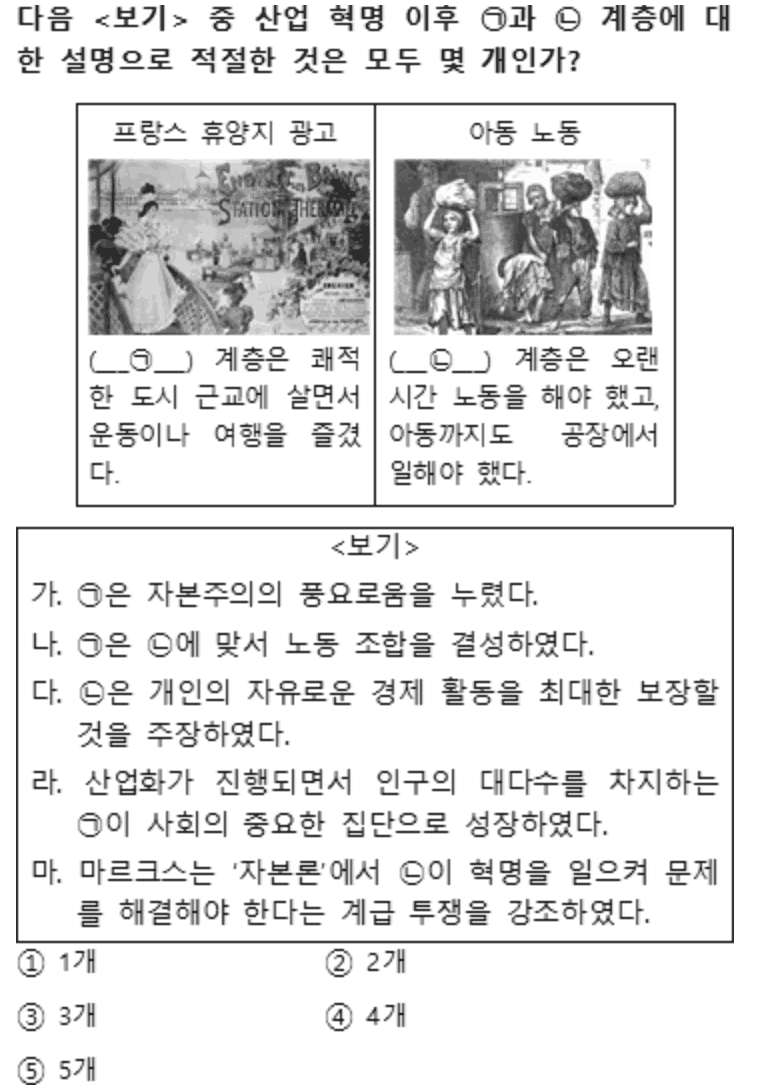 다음 <보기> 중 산업 혁명 이후 ㉠과 ㉡ 계층에 대
한 설명으로 적절한 것은 모두 몇 개인가?
프랑스 휴양지 광고
STATION THERMALE
(__㉠__) 계층은 쾌적
한 도시 근교에 살면서
운동이나 여행을 즐겼
다.
아동 노동
(__㉡__) 계층은 오랜
시간 노동을 해야 했고,
아동까지도 공장에서
일해야 했다.
<보기>
가. ㉠은 자본주의의 풍요로움을 누렸다.
나. ㉠은 ㉡에 맞서 노동 조합을 결성하였다.
다. ㉡은 개인의 자유로운 경제 활동을 최대한 보장할
것을 주장하였다.
라. 산업화가 진행되면서 인구의 대다수를 차지하는
㉠이 사회의 중요한 집단으로 성장하였다.
마. 마르크스는 '자본론'에서 ㉡이 혁명을 일으켜 문제
를 해결해야 한다는 계급 투쟁을 강조하였다.
① 1개
② 2개
③ 3개
④ 4개
⑤ 5개